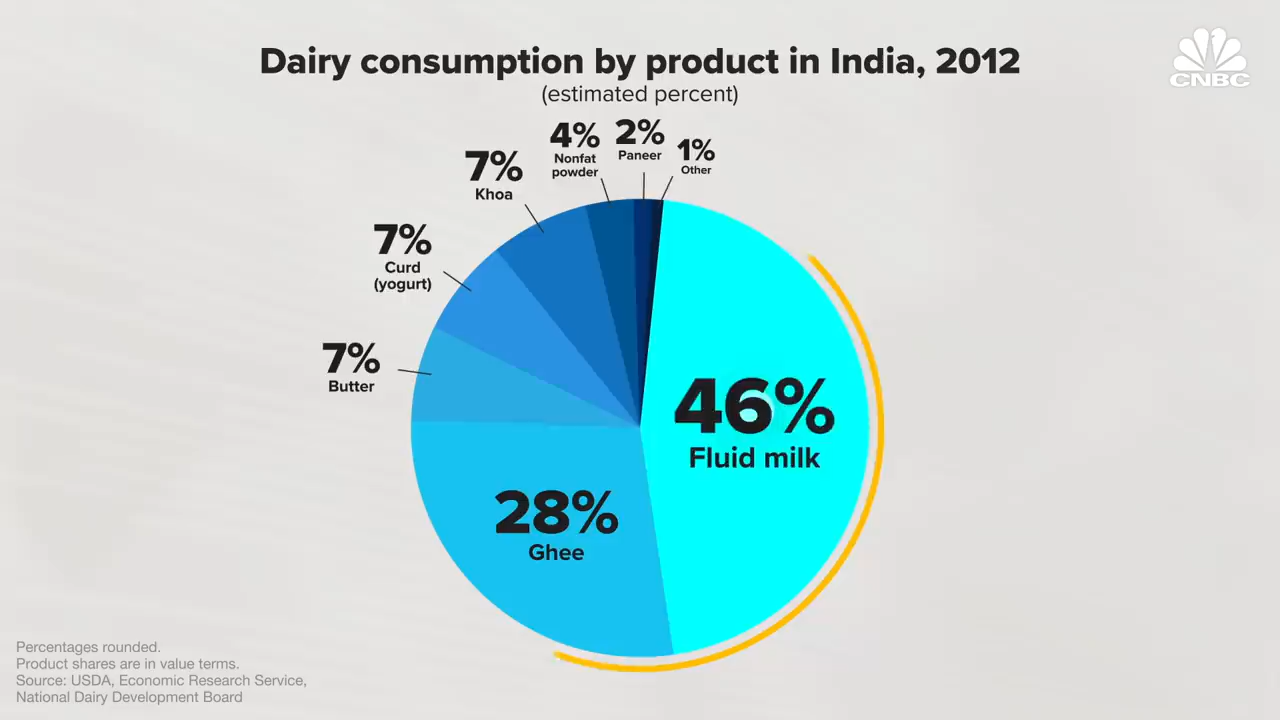 Dairy consumption by product in India, 2012
(estimated percent)
CNBC
4%
Nonfat
powder
2%
Paneer
1%
Other
7%
Khoa
7%
Curd
(yogurt)
7%
Butter
46%
Fluid milk
28%
Ghee
Percentages rounded.
Product shares are in value terms.
Source: USDA, Economic Research Service,
National Dairy Development Board